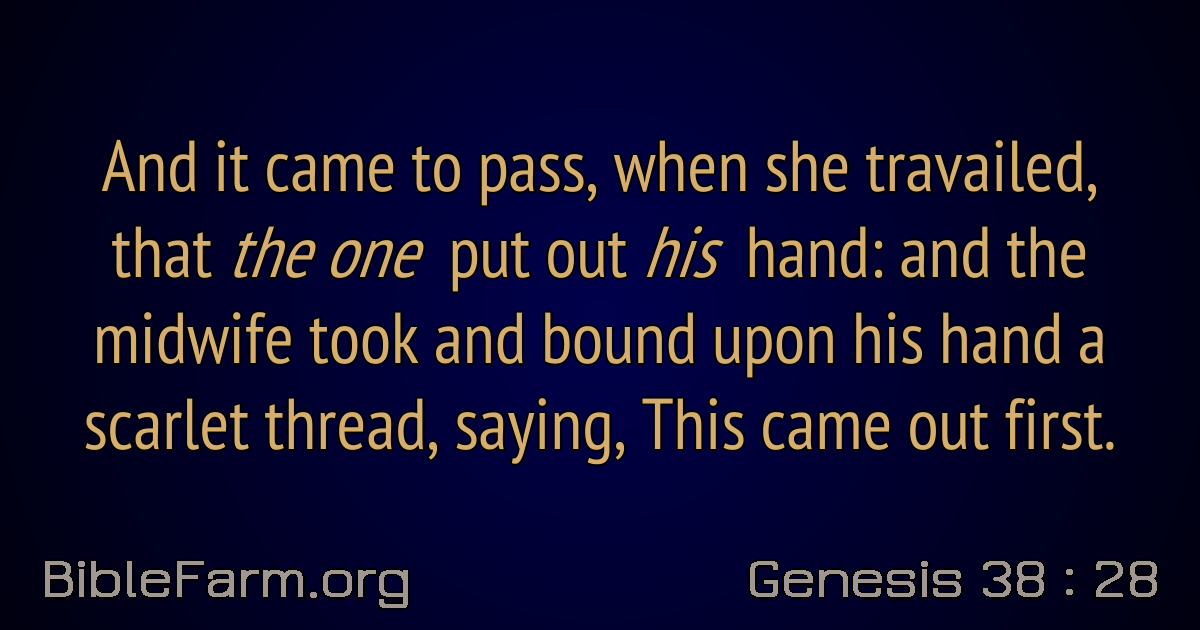 And it came to pass, when she travailed,
that the one put out his hand: and the
midwife took and bound upon his hand a
scarlet thread, saying, This came out first.
BibleFarm.org
Genesis 38 : 28